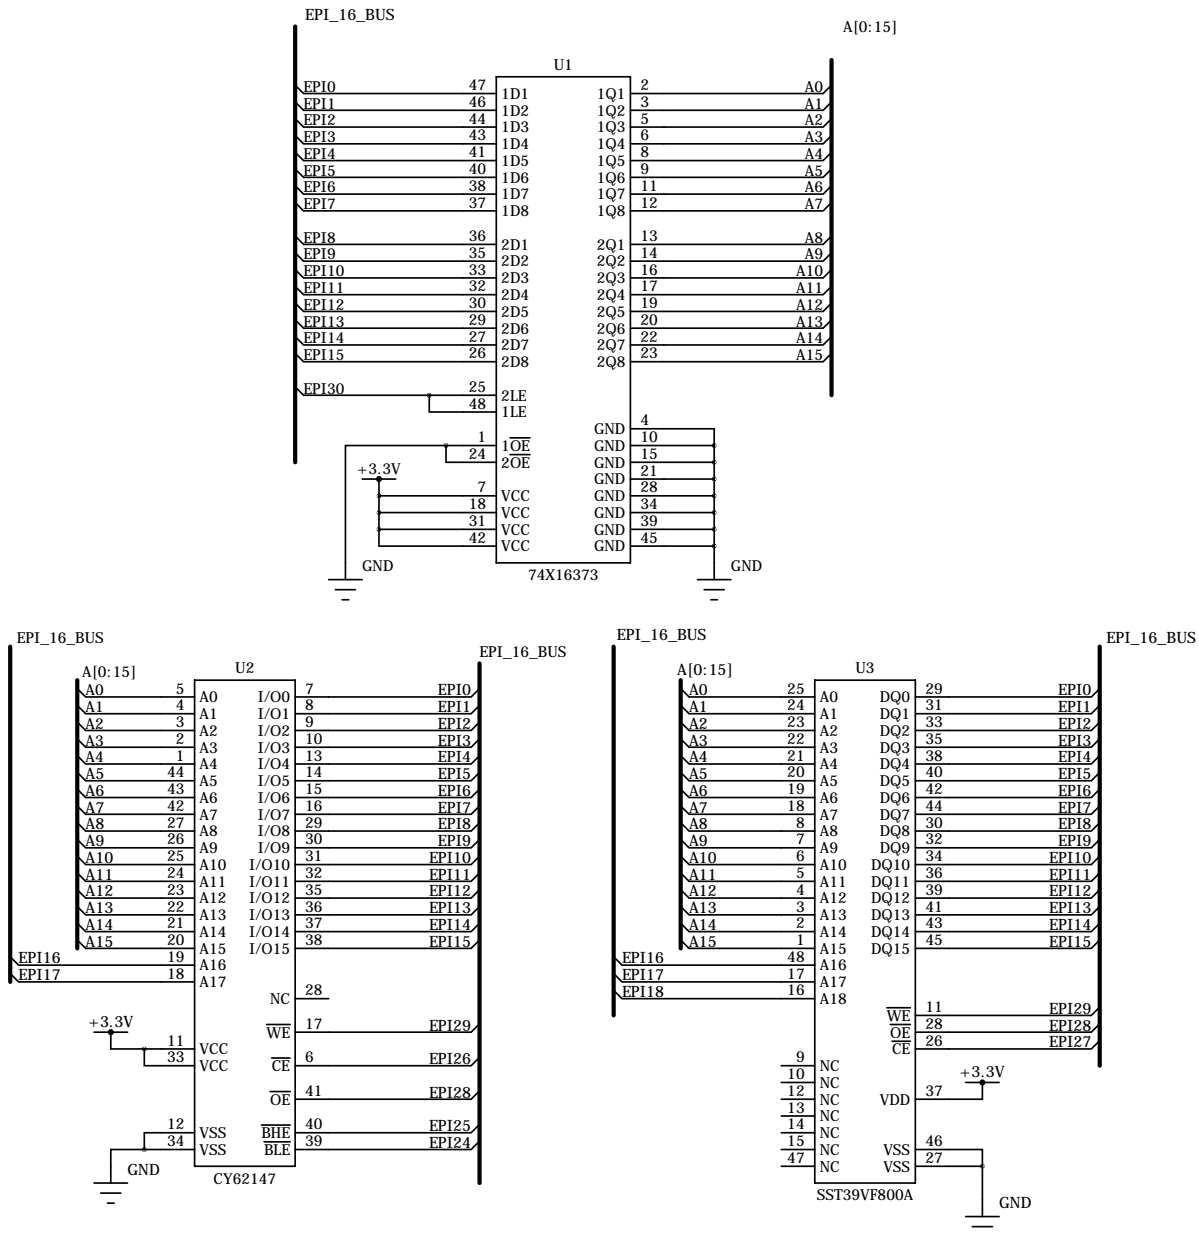 EPI_16_BUS
A[0:15]
U1
EPI0 47 1D1 1Q1 2 A0
EPI1 46 1D2 1Q2 3 A1
EPI2 44 1D3 1Q3 5 A2
EPI3 43 1D4 1Q4 6 A3
EPI4 41 1D5 1Q5 8 A4
EPI5 40 1D6 1Q6 9 A5
EPI6 38 1D7 1Q7 11 A6
EPI7 37 1D8 1Q8 12 A7
EPI8 36 2D1 2Q1 13 A8
EPI9 35 2D2 2Q2 14 A9
EPI10 33 2D3 2Q3 16 A10
EPI11 32 2D4 2Q4 17 A11
EPI12 30 2D5 2Q5 19 A12
EPI13 29 2D6 2Q6 20 A13
EPI14 27 2D7 2Q7 22 A14
EPI15 26 2D8 2Q8 23 A15
EPI30 25 2LE
48 1LE
GND 4
1 1OE GND 10
24 2OE GND 15
+3.3V GND 21
7 VCC GND 28
18 VCC GND 34
31 VCC GND 39
42 VCC GND 45
GND 74X16373 GND
EPI_16_BUS
A[0:15]
U2
EPI_16_BUS
A0 5 A0 I/O0 7 EPI0
A1 4 A1 I/O1 8 EPI1
A2 3 A2 I/O2 9 EPI2
A3 2 A3 I/O3 10 EPI3
A4 1 A4 I/O4 13 EPI4
A5 44 A5 I/O5 14 EPI5
A6 43 A6 I/O6 15 EPI6
A7 42 A7 I/O7 16 EPI7
A8 27 A8 I/O8 29 EPI8
A9 26 A9 I/O9 30 EPI9
A10 25 A10 I/O10 31 EPI10
A11 24 A11 I/O11 32 EPI11
A12 23 A12 I/O12 35 EPI12
A13 22 A13 I/O13 36 EPI13
A14 21 A14 I/O14 37 EPI14
A15 20 A15 I/O15 38 EPI15
EPI16 19 A16
EPI17 18 A17
NC 28
+3.3V WE 17 EPI29
11 VCC
33 VCC CE 6 EPI26
OE 41 EPI28
12 VSS BHE 40 EPI25
34 VSS BLE 39 EPI24
GND
CY62147
EPI_16_BUS
A[0:15]
U3
EPI_16_BUS
A0 25 A0 DQ0 29 EPI0
A1 24 A1 DQ1 31 EPI1
A2 23 A2 DQ2 33 EPI2
A3 22 A3 DQ3 35 EPI3
A4 21 A4 DQ4 38 EPI4
A5 20 A5 DQ5 40 EPI5
A6 19 A6 DQ6 42 EPI6
A7 18 A7 DQ7 44 EPI7
A8 8 A8 DQ8 30 EPI8
A9 7 A9 DQ9 32 EPI9
A10 6 A10 DQ10 34 EPI10
A11 5 A11 DQ11 36 EPI11
A12 4 A12 DQ12 39 EPI12
A13 3 A13 DQ13 41 EPI13
A14 2 A14 DQ14 43 EPI14
A15 1 A15 DQ15 45 EPI15
EPI16 48 A16
EPI17 17 A17
EPI18 16 A18
WE 11 EPI29
OE 28 EPI28
CE 26 EPI27
9 NC
10 NC +3.3V
12 NC VDD 37
13 NC
14 NC
15 NC VSS 46
47 NC VSS 27
SST39VF800A
GND